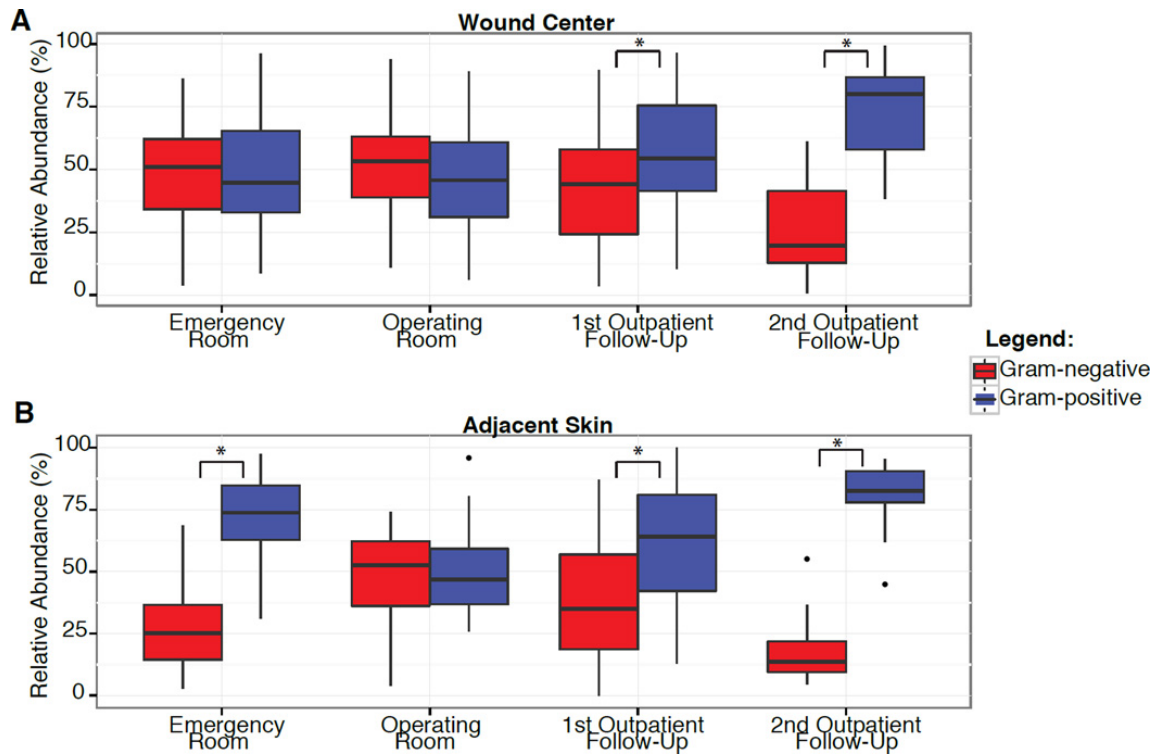 A
Wound Center
Relative Abundance (%)
100
75
50
25
0
*
*
Emergency
Room
Operating
Room
1st Outpatient
Follow-Up
2nd Outpatient
Follow-Up
Legend:
Gram-negative
Gram-positive
B
Adjacent Skin
Relative Abundance (%)
100
75
50
25
0
*
*
*
Emergency
Room
Operating
Room
1st Outpatient
Follow-Up
2nd Outpatient
Follow-Up